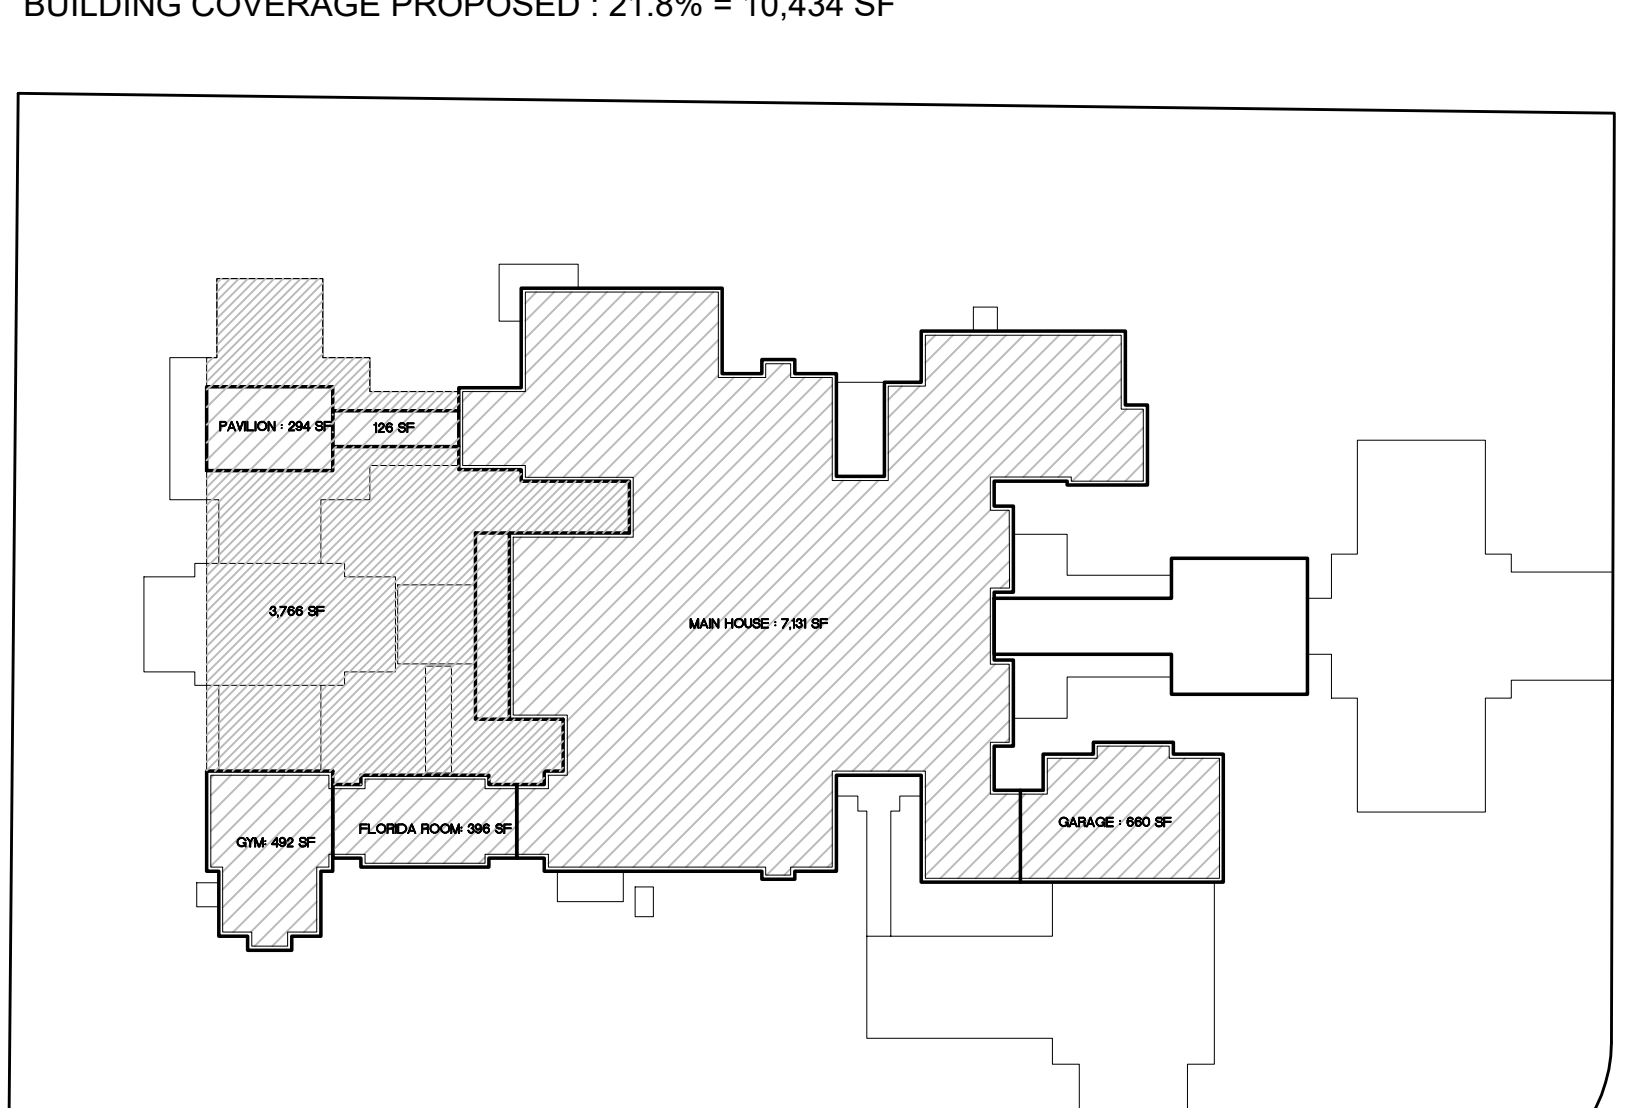 BUILDING COVERAGE PROPOSED : 21.8% = 10,434 SF
PAVILION : 294 SF
126 SF
3,766 SF
MAIN HOUSE : 7,131 SF
GARAGE : 660 SF
FLORIDA ROOM: 396 SF
GYM: 492 SF